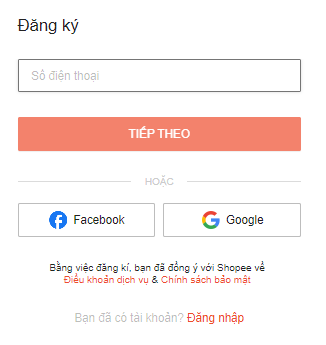 Đăng ký
Số điện thoại
TIẾP THEO
HOẶC
Facebook
Google
Bằng việc đăng kí, bạn đã đồng ý với Shopee về
Điều khoản dịch vụ & Chính sách bảo mật
Bạn đã có tài khoản? Đăng nhập